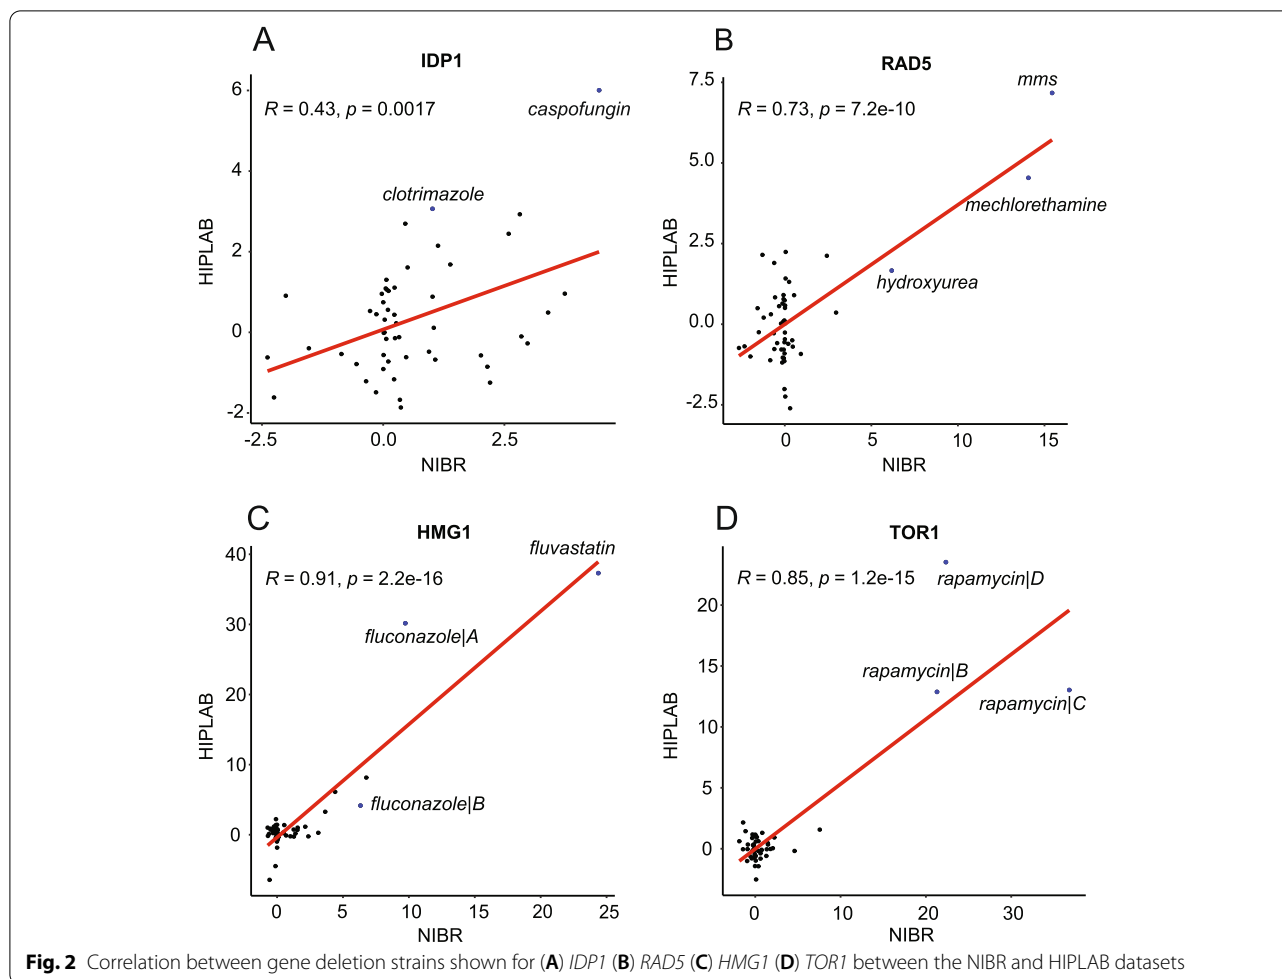 A
IDP1
R = 0.43, p = 0.0017
caspofungin
clotrimazole
6
4
2
0
-2
HIPLAB
-2.5 0.0 2.5
NIBR
B
RAD5
R = 0.73, p = 7.2e-10
mms
mechlorethamine
hydroxyurea
7.5
5.0
2.5
0.0
-2.5
HIPLAB
0 5 10 15
NIBR
C
HMG1
R = 0.91, p = 2.2e-16
fluvastatin
fluconazole|A
fluconazole|B
40
30
20
10
0
HIPLAB
0 5 10 15 20 25
NIBR
D
TOR1
R = 0.85, p = 1.2e-15
rapamycin|D
rapamycin|B
rapamycin|C
20
15
10
5
0
HIPLAB
0 10 20 30
NIBR
Fig. 2 Correlation between gene deletion strains shown for (A) IDP1 (B) RAD5 (C) HMG1 (D) TOR1 between the NIBR and HIPLAB datasets